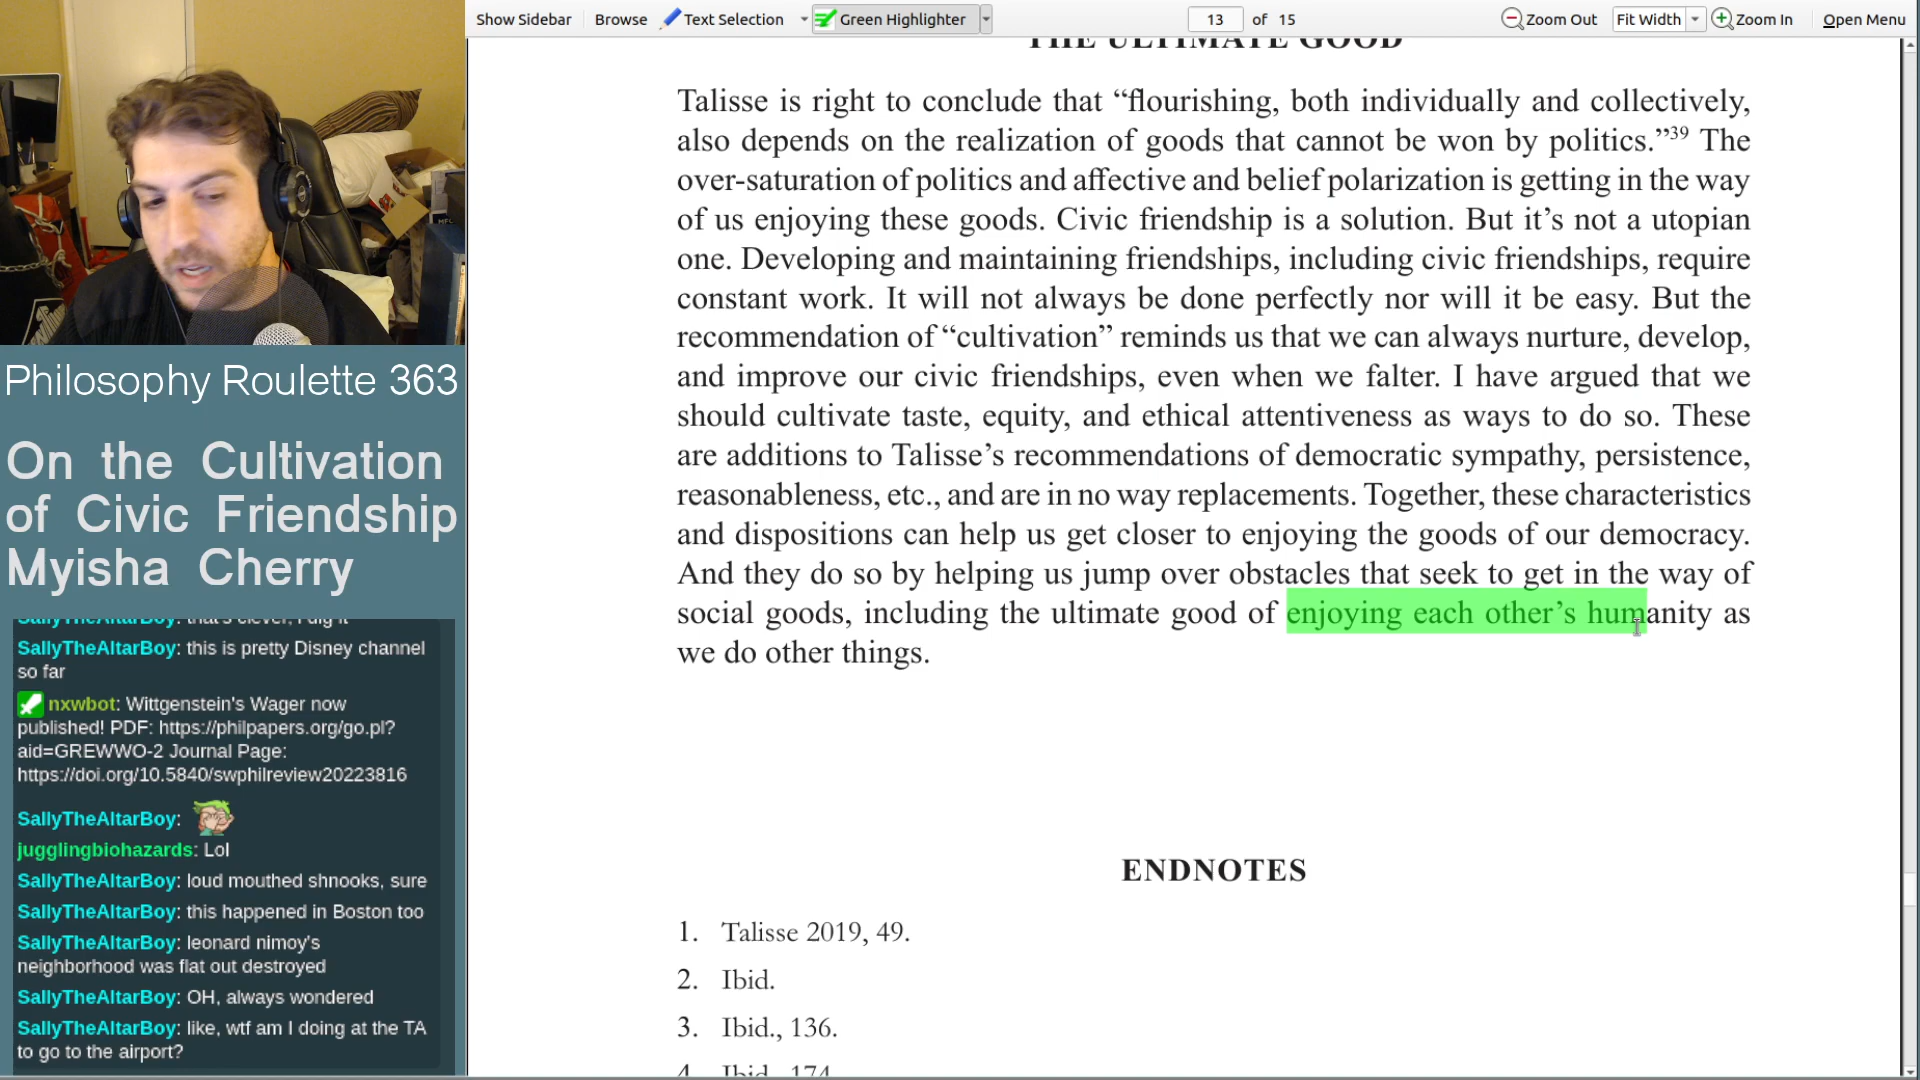 Show Sidebar Browse Text Selection Green Highlighter 13 of 15 Zoom Out Fit Width Zoom In Open Menu
THE ULTIMATE GOOD
Talisse is right to conclude that “flourishing, both individually and collectively,
also depends on the realization of goods that cannot be won by politics.”39 The
over-saturation of politics and affective and belief polarization is getting in the way
of us enjoying these goods. Civic friendship is a solution. But it’s not a utopian
one. Developing and maintaining friendships, including civic friendships, require
constant work. It will not always be done perfectly nor will it be easy. But the
recommendation of “cultivation” reminds us that we can always nurture, develop,
and improve our civic friendships, even when we falter. I have argued that we
should cultivate taste, equity, and ethical attentiveness as ways to do so. These
are additions to Talisse’s recommendations of democratic sympathy, persistence,
reasonableness, etc., and are in no way replacements. Together, these characteristics
and dispositions can help us get closer to enjoying the goods of our democracy.
And they do so by helping us jump over obstacles that seek to get in the way of
social goods, including the ultimate good of enjoying each other’s humanity as
we do other things.
ENDNOTES
1. Talisse 2019, 49.
2. Ibid.
3. Ibid., 136.
4. Ibid., 174.
Philosophy Roulette 363
On the Cultivation
of Civic Friendship
Myisha Cherry
SallyTheAltarBoy: that's clever, I dig it
SallyTheAltarBoy: this is pretty Disney channel
so far
nxwbot: Wittgenstein's Wager now
published! PDF: https://philpapers.org/go.pl?
aid=GREWWO-2 Journal Page:
https://doi.org/10.5840/swphilreview20223816
SallyTheAltarBoy:
jugglingbiohazards: Lol
SallyTheAltarBoy: loud mouthed shnooks, sure
SallyTheAltarBoy: this happened in Boston too
SallyTheAltarBoy: leonard nimoy's
neighborhood was flat out destroyed
SallyTheAltarBoy: OH, always wondered
SallyTheAltarBoy: like, wtf am I doing at the TA
to go to the airport?